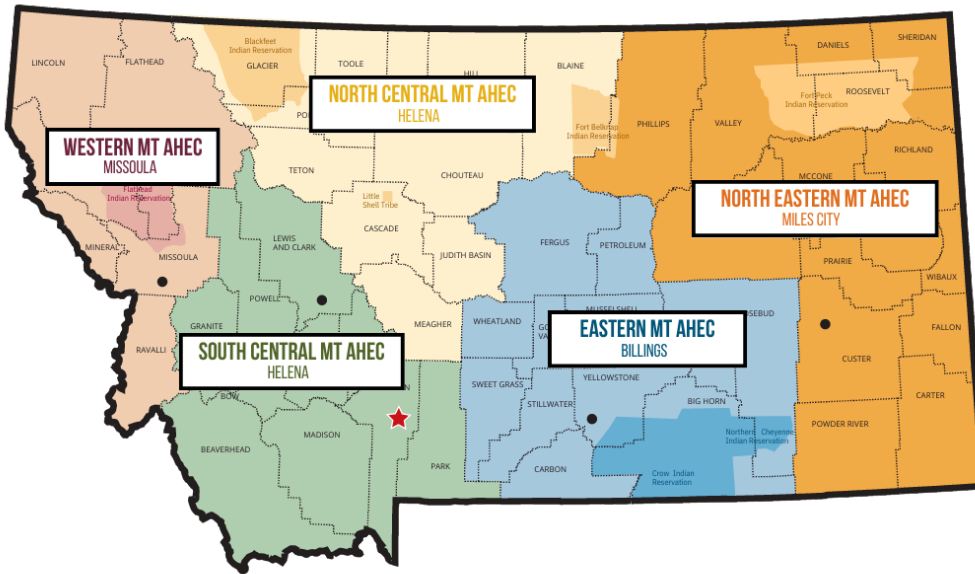 LINCOLN
FLATHEAD
Blackfeet
Indian Reservation
GLACIER
TOOLE
BLAINE
DANIELS
SHERIDAN
NORTH CENTRAL MT AHEC
HELENA
Fort Peck
Indian Reservation
ROOSEVELT
PHILLIPS
VALLEY
Fort Belknap
Indian Reservation
WESTERN MT AHEC
MISSOULA
RICHLAND
TETON
CHOUTEAU
MCCONE
Flathead
Indian Reservation
Little
Shell Tribe
NORTH EASTERN MT AHEC
MILES CITY
CASCADE
LEWIS
AND CLARK
FERGUS
PETROLEUM
MINERAL
MISSOULA
JUDITH BASIN
PRAIRIE
WIBAUX
POWELL
MEAGHER
WHEATLAND
MUSSELSHELL
GRANITE
FALLON
RAVALLI
SOUTH CENTRAL MT AHEC
HELENA
EASTERN MT AHEC
BILLINGS
CUSTER
SWEET GRASS
YELLOWSTONE
BOW
STILLWATER
BIG HORN
CARTER
BEAVERHEAD
MADISON
POWDER RIVER
Northern Cheyenne
Indian Reservation
PARK
CARBON
Crow Indian
Reservation